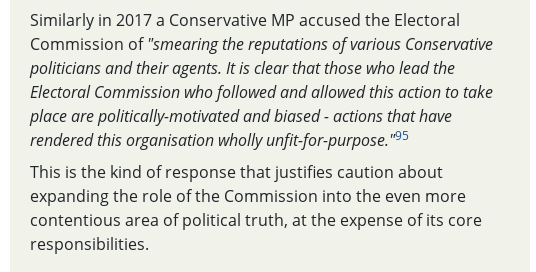 Similarly in 2017 a Conservative MP accused the Electoral
Commission of "smearing the reputations of various Conservative
politicians and their agents. It is clear that those who lead the
Electoral Commission who followed and allowed this action to take
place are politically-motivated and biased - actions that have
rendered this organisation wholly unfit-for-purpose."95
This is the kind of response that justifies caution about
expanding the role of the Commission into the even more
contentious area of political truth, at the expense of its core
responsibilities.